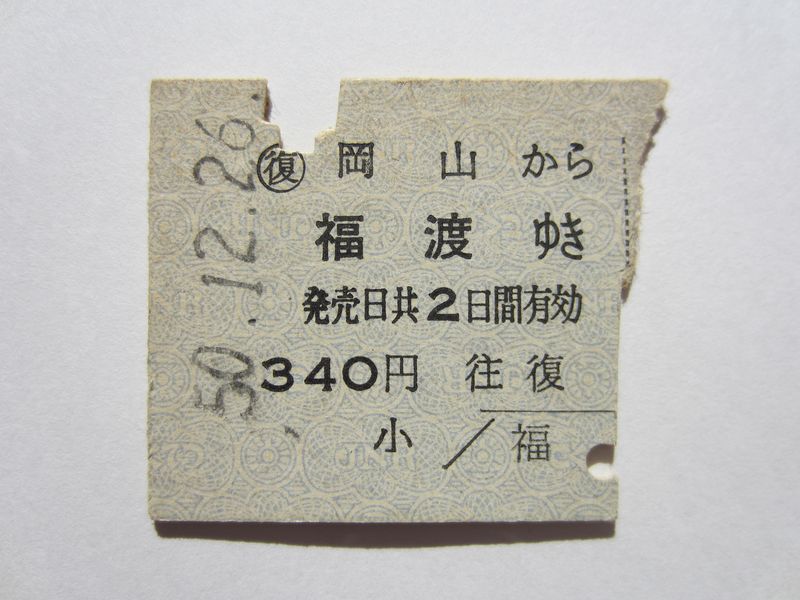 50.12.26.
復 岡山から
福渡ゆき
発売日共2日間有効
340円 往復
小 / 福